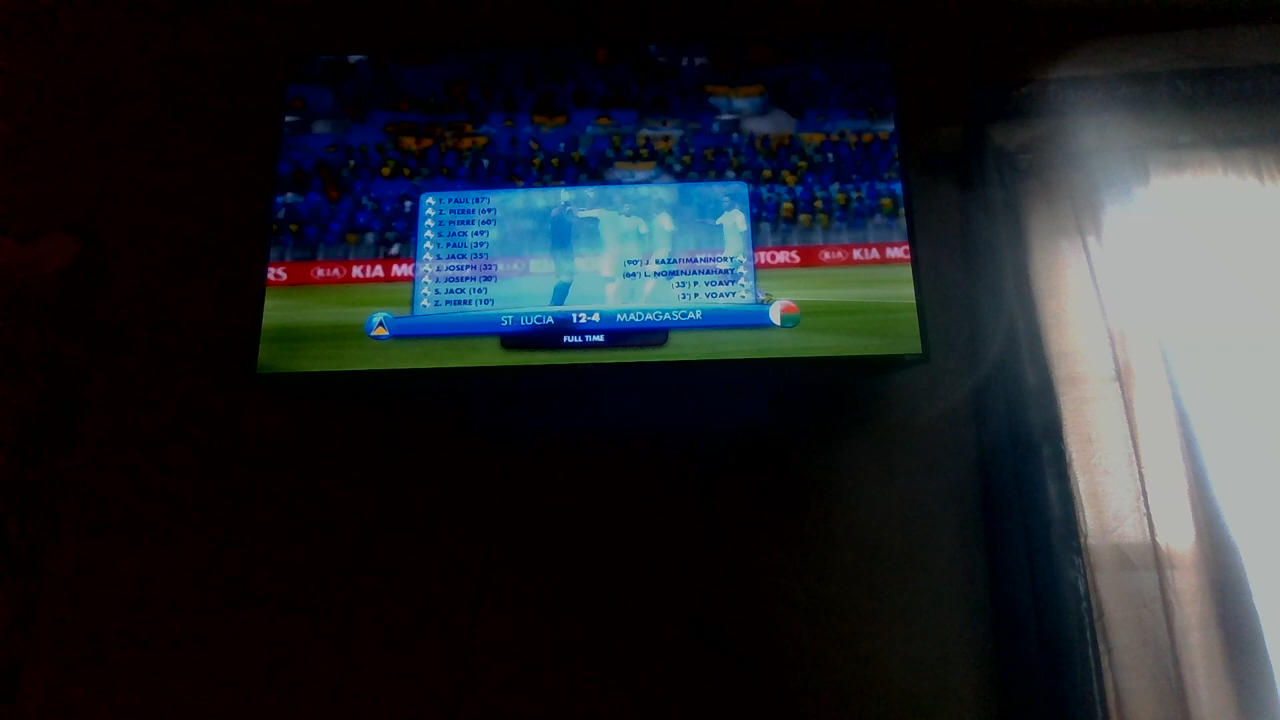 T. PAUL (87')
Z. PIERRE (69')
Z. PIERRE (60')
S. JACK (49')
T. PAUL (39')
S. JACK (35')
J. JOSEPH (32')
J. JOSEPH (20')
S. JACK (16')
Z. PIERRE (10')
(90') J. RAZAFIMANINORY
(64') L. NOMENJANAHARY
(33') P. VOAVY
(3') P. VOAVY
RS KIA KIA MO
OTORS KIA KIA MO
ST. LUCIA 12-4 MADAGASCAR
FULL TIME